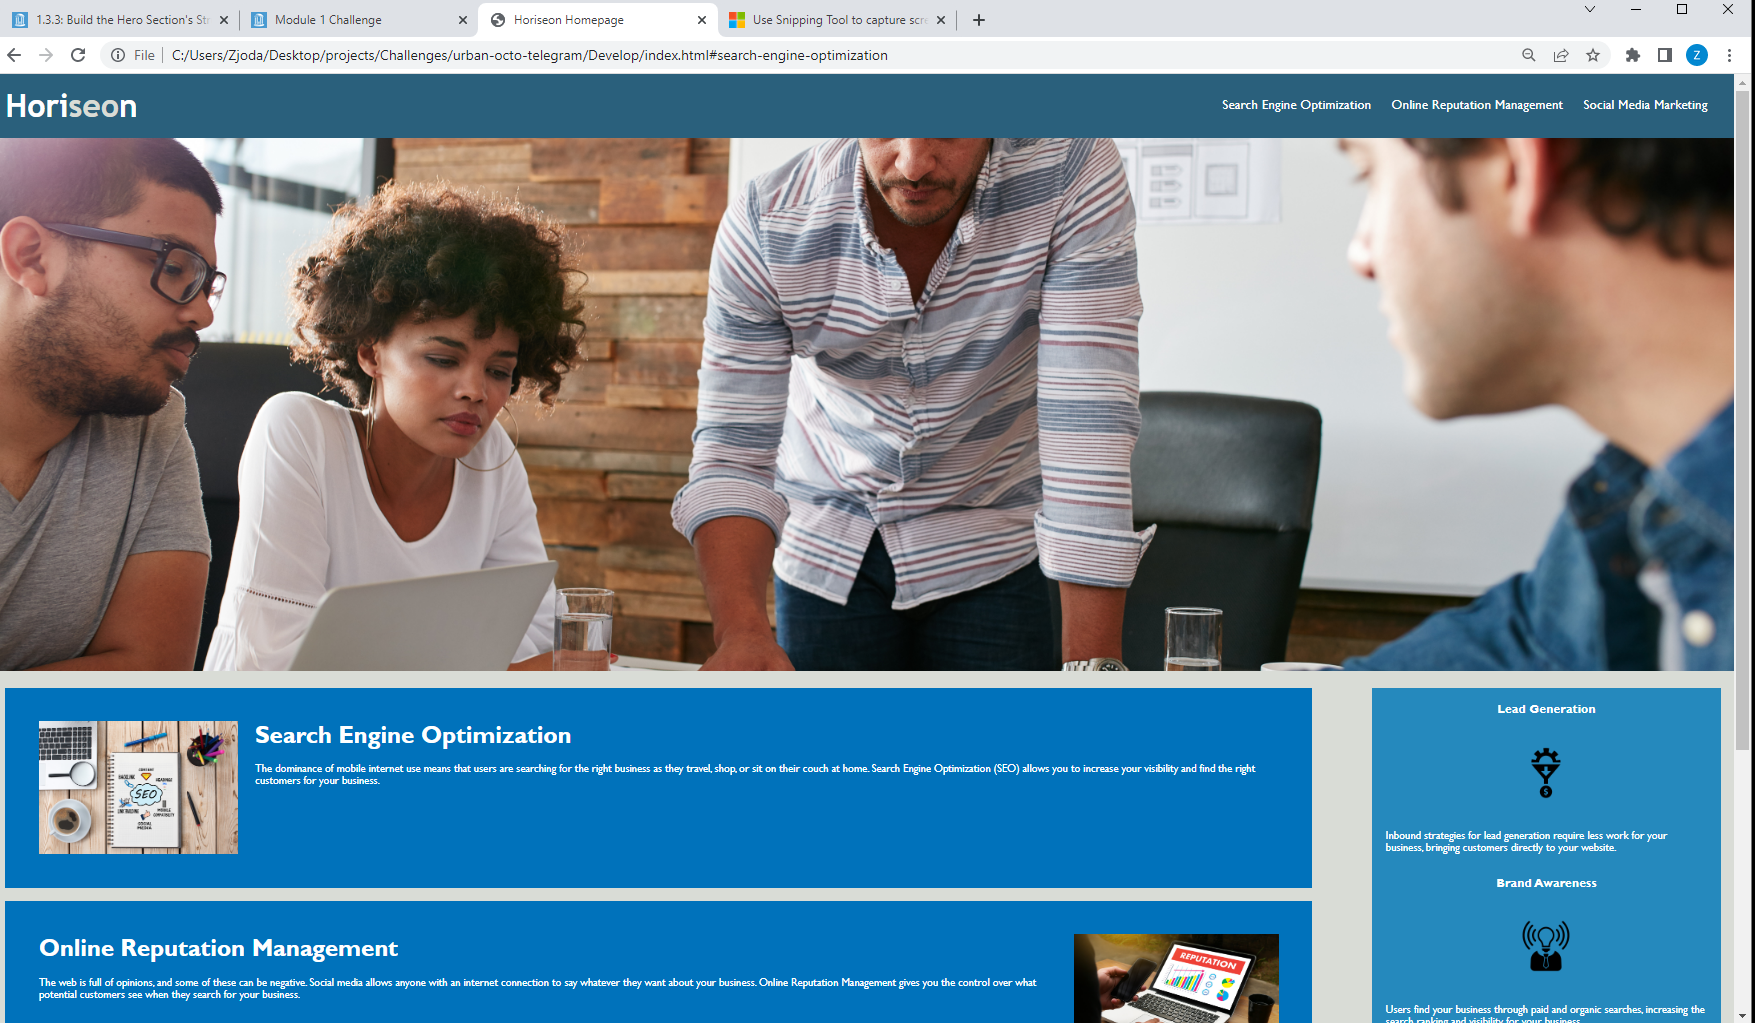 1.3.3: Build the Hero Section's St
Module 1 Challenge
Horiseon Homepage
Use Snipping Tool to capture scre
File
C:/Users/Zjoda/Desktop/projects/Challenges/urban-octo-telegram/Develop/index.html#search-engine-optimization
Z
Horiseon
Search Engine Optimization
Online Reputation Management
Social Media Marketing
SEO
Search Engine Optimization
The dominance of mobile internet use means that users are searching for the right business as they travel, shop, or sit on their couch at home. Search Engine Optimization (SEO) allows you to increase your visibility and find the right
customers for your business.
Online Reputation Management
The web is full of opinions, and some of these can be negative. Social media allows anyone with an internet connection to say whatever they want about your business. Online Reputation Management gives you the control over what
potential customers see when they search for your business.
REPUTATION
Lead Generation
Inbound strategies for lead generation require less work for your
business, bringing customers directly to your website.
Brand Awareness
Users find your business through paid and organic searches, increasing the
search ranking and visibility for your business.